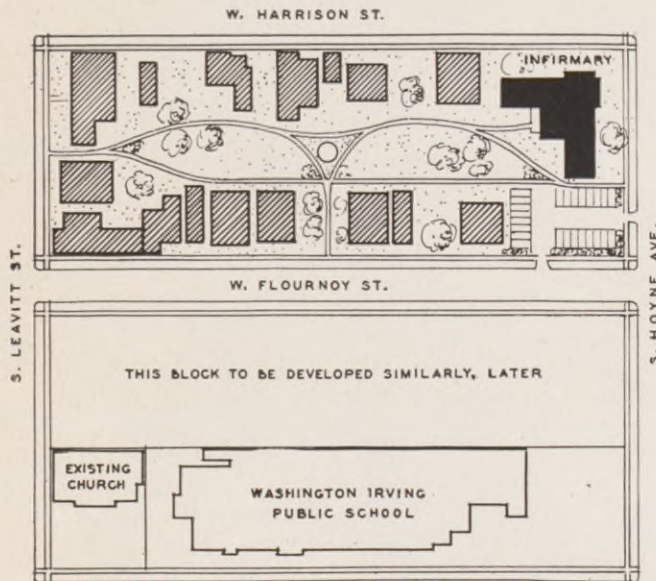 W. HARRISON ST.
INFIRMARY
S. LEAVITT ST.
S. HOYNE AVE.
W. FLOURNOY ST.
THIS BLOCK TO BE DEVELOPED SIMILARLY, LATER
EXISTING
CHURCH
WASHINGTON IRVING
PUBLIC SCHOOL